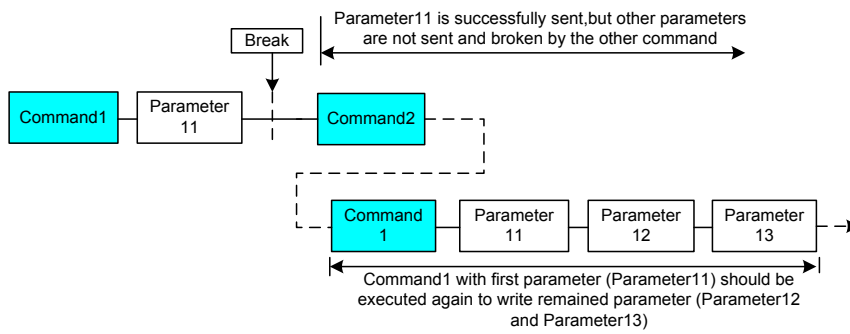 Parameter11 is successfully sent,but other parameters
are not sent and broken by the other command
Break
Command1
Parameter
11
Command2
Command
1
Parameter
11
Parameter
12
Parameter
13
Command1 with first parameter (Parameter11) should be
executed again to write remained parameter (Parameter12
and Parameter13)